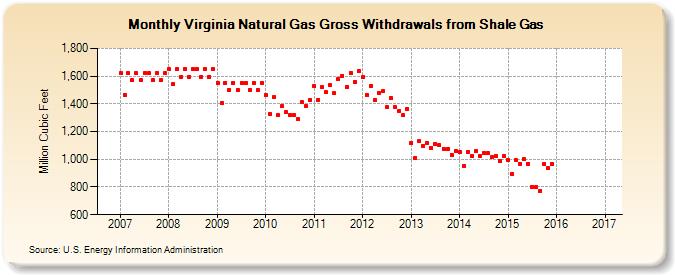 Monthly Virginia Natural Gas Gross Withdrawals from Shale Gas
Million Cubic Feet
1,800
1,600
1,400
1,200
1,000
800
600
2007 2008 2009 2010 2011 2012 2013 2014 2015 2016 2017
Source: U.S. Energy Information Administration